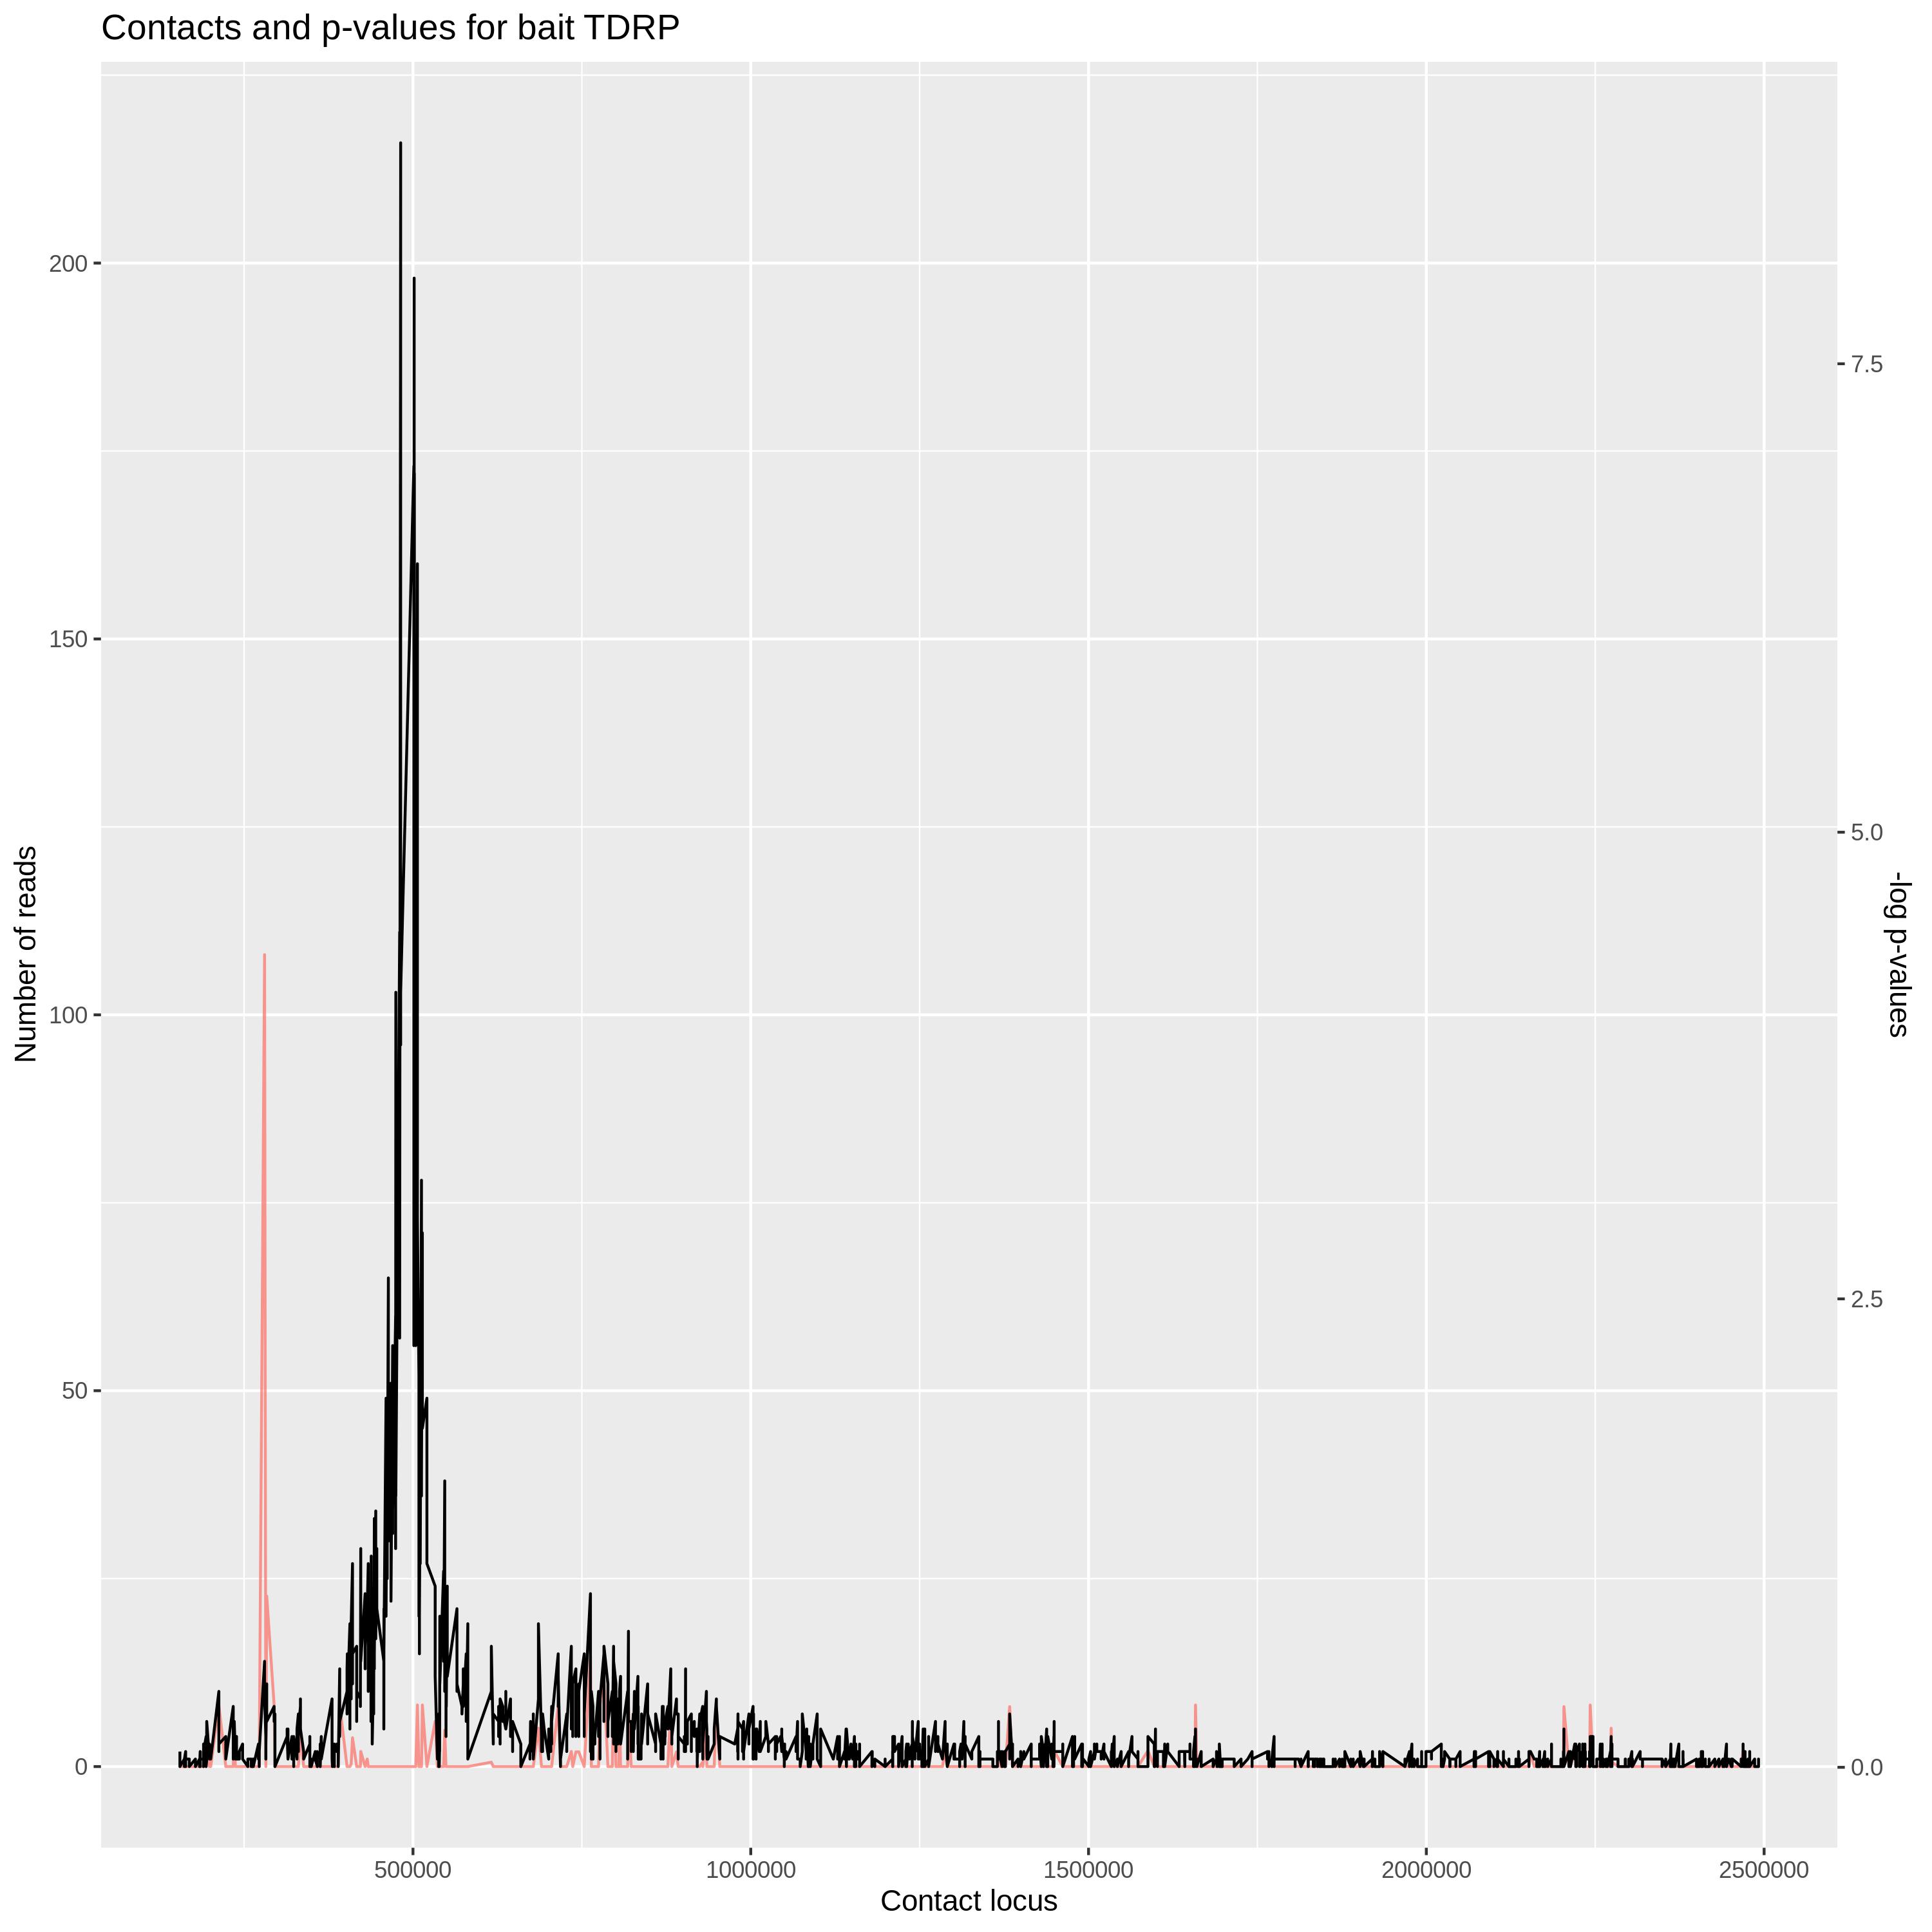 Contacts and p-values for bait TDRP
200
150
100
50
0
Number of reads
7.5
5.0
2.5
0.0
-log p-values
500000 1000000 1500000 2000000 2500000
Contact locus